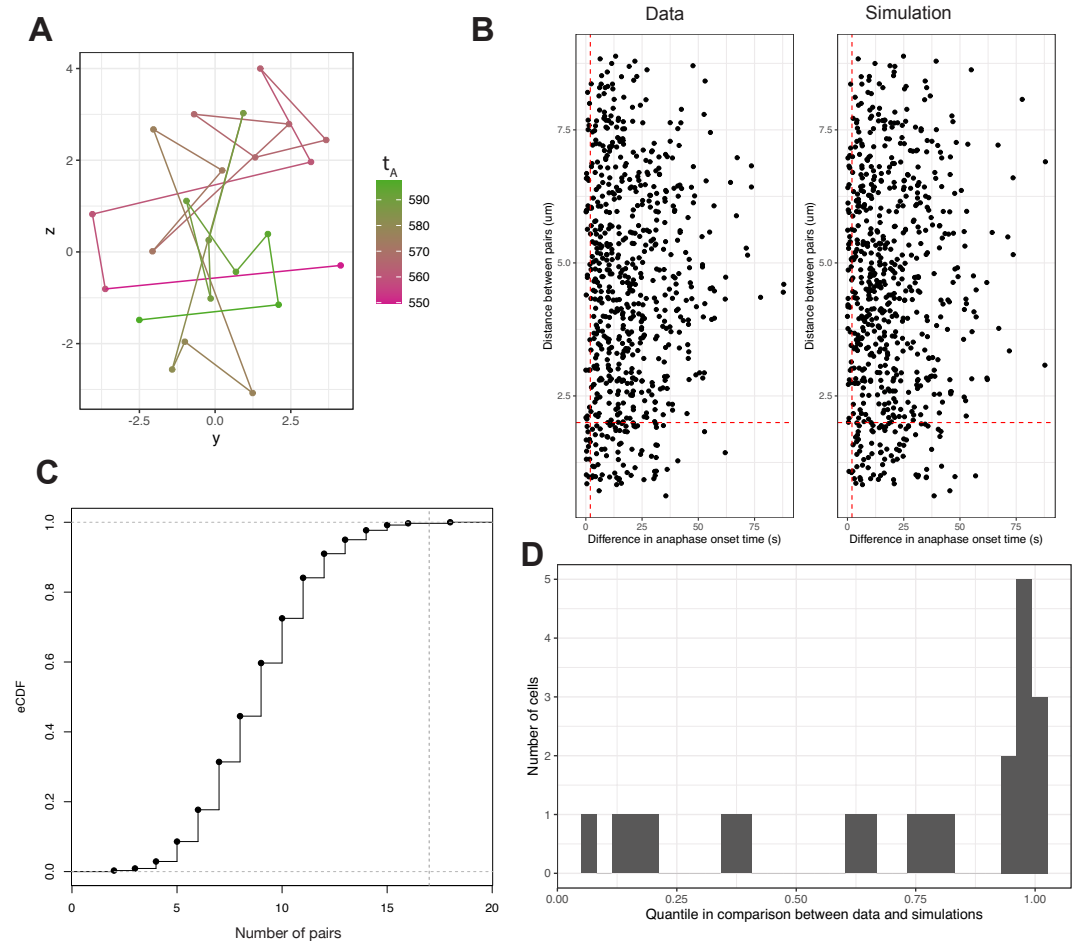 A
4
2
0
-2
z
-2.5
0.0
2.5
y
t_A
590
580
570
560
550
B
Data
Simulation
7.5
5.0
2.5
Distance between pairs (um)
0
25
50
75
Difference in anaphase onset time (s)
7.5
5.0
2.5
Distance between pairs (um)
0
25
50
75
Difference in anaphase onset time (s)
C
1.0
0.8
0.6
0.4
0.2
0.0
eCDF
0
5
10
15
20
Number of pairs
D
5
4
3
2
1
0
Number of cells
0.00
0.25
0.50
0.75
1.00
Quantile in comparison between data and simulations